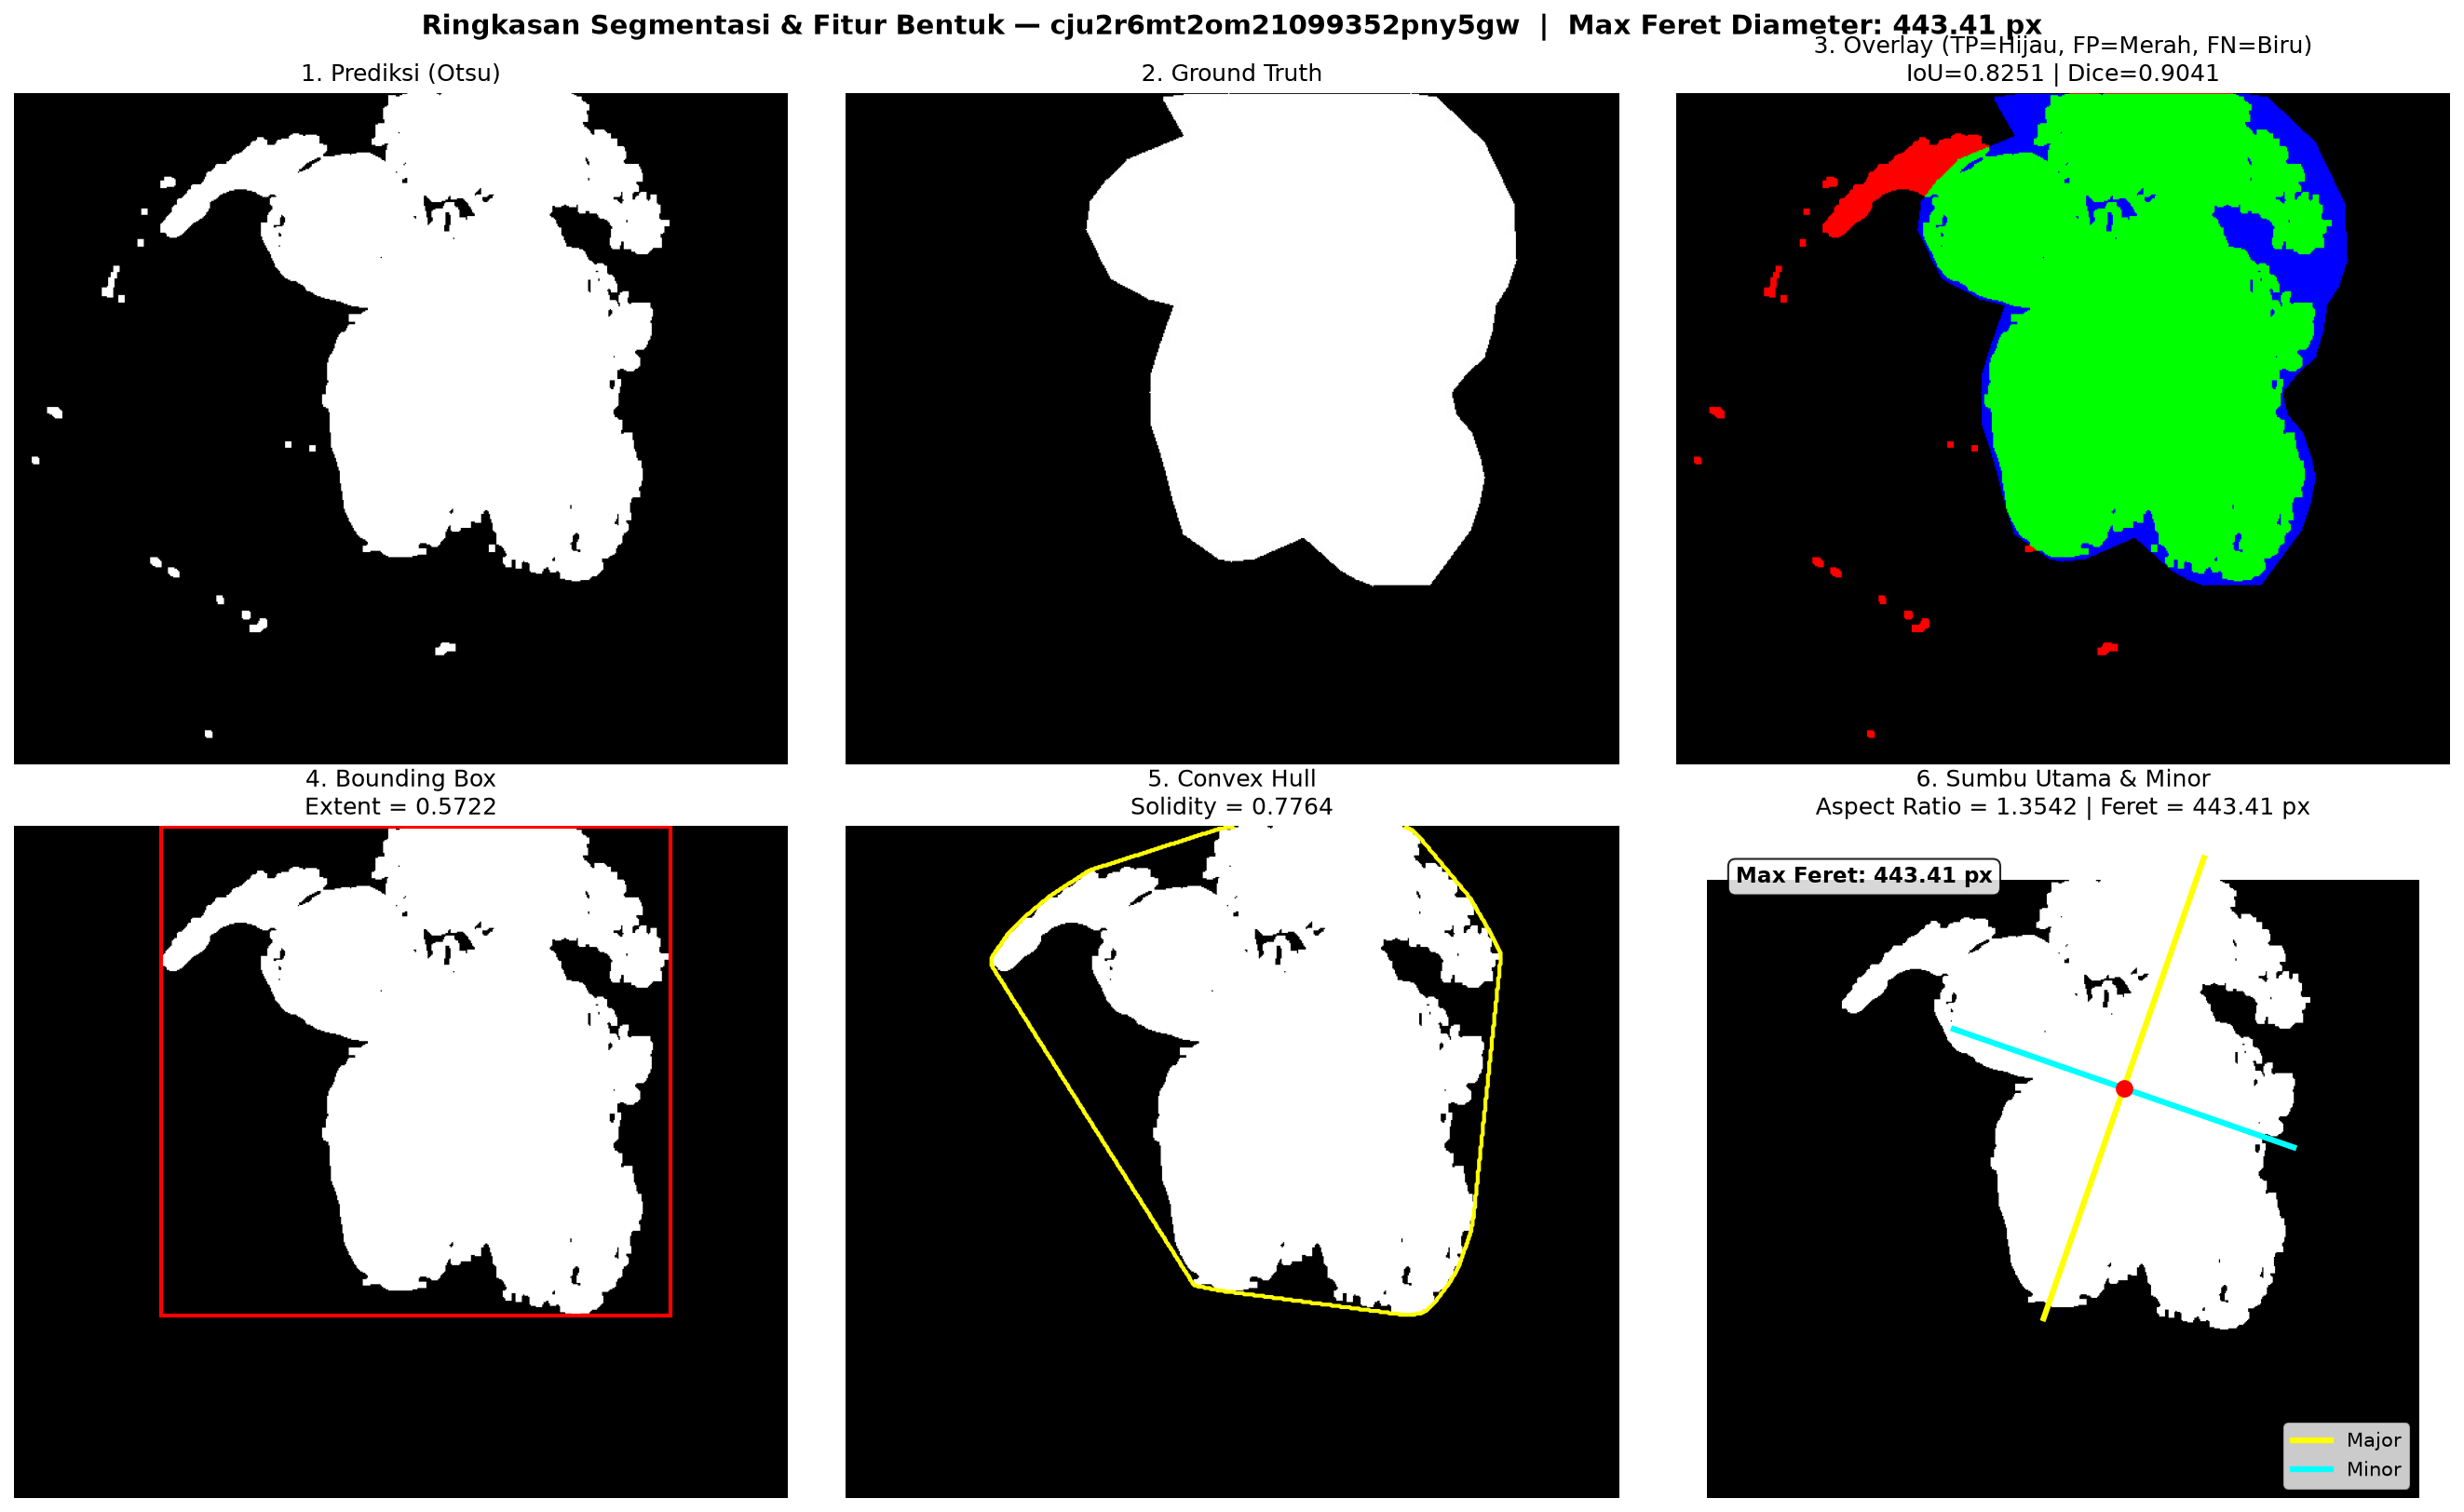 Ringkasan Segmentasi & Fitur Bentuk — cju2r6mt2om21099352pny5gw | Max Feret Diameter: 443.41 px
1. Prediksi (Otsu)
2. Ground Truth
3. Overlay (TP=Hijau, FP=Merah, FN=Biru)
IoU=0.8251 | Dice=0.9041
4. Bounding Box
Extent = 0.5722
5. Convex Hull
Solidity = 0.7764
6. Sumbu Utama & Minor
Aspect Ratio = 1.3542 | Feret = 443.41 px
Max Feret: 443.41 px
Major
Minor